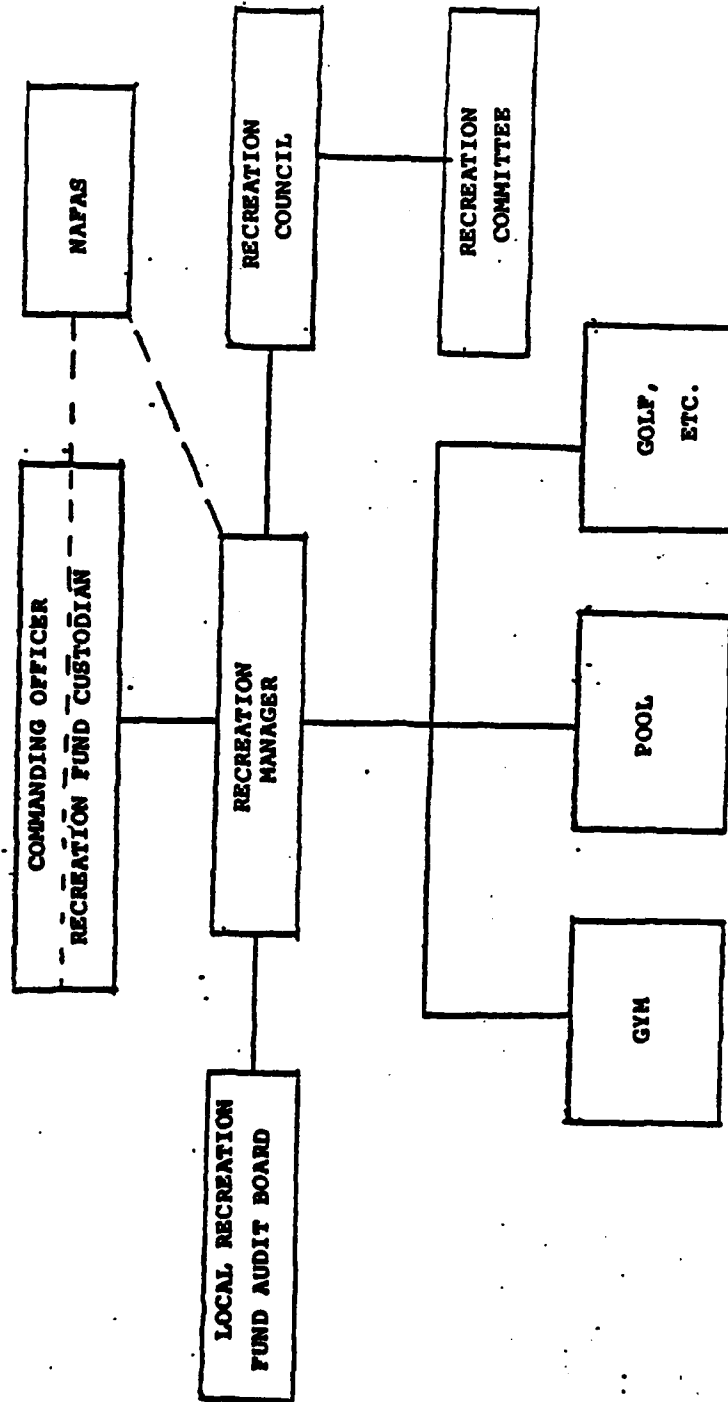 COMMANDING OFFICER
RECREATION FUND CUSTODIAN
NAFAS
LOCAL RECREATION
FUND AUDIT BOARD
RECREATION
MANAGER
RECREATION
COUNCIL
RECREATION
COMMITTEE
GYM
POOL
GOLF,
ETC.